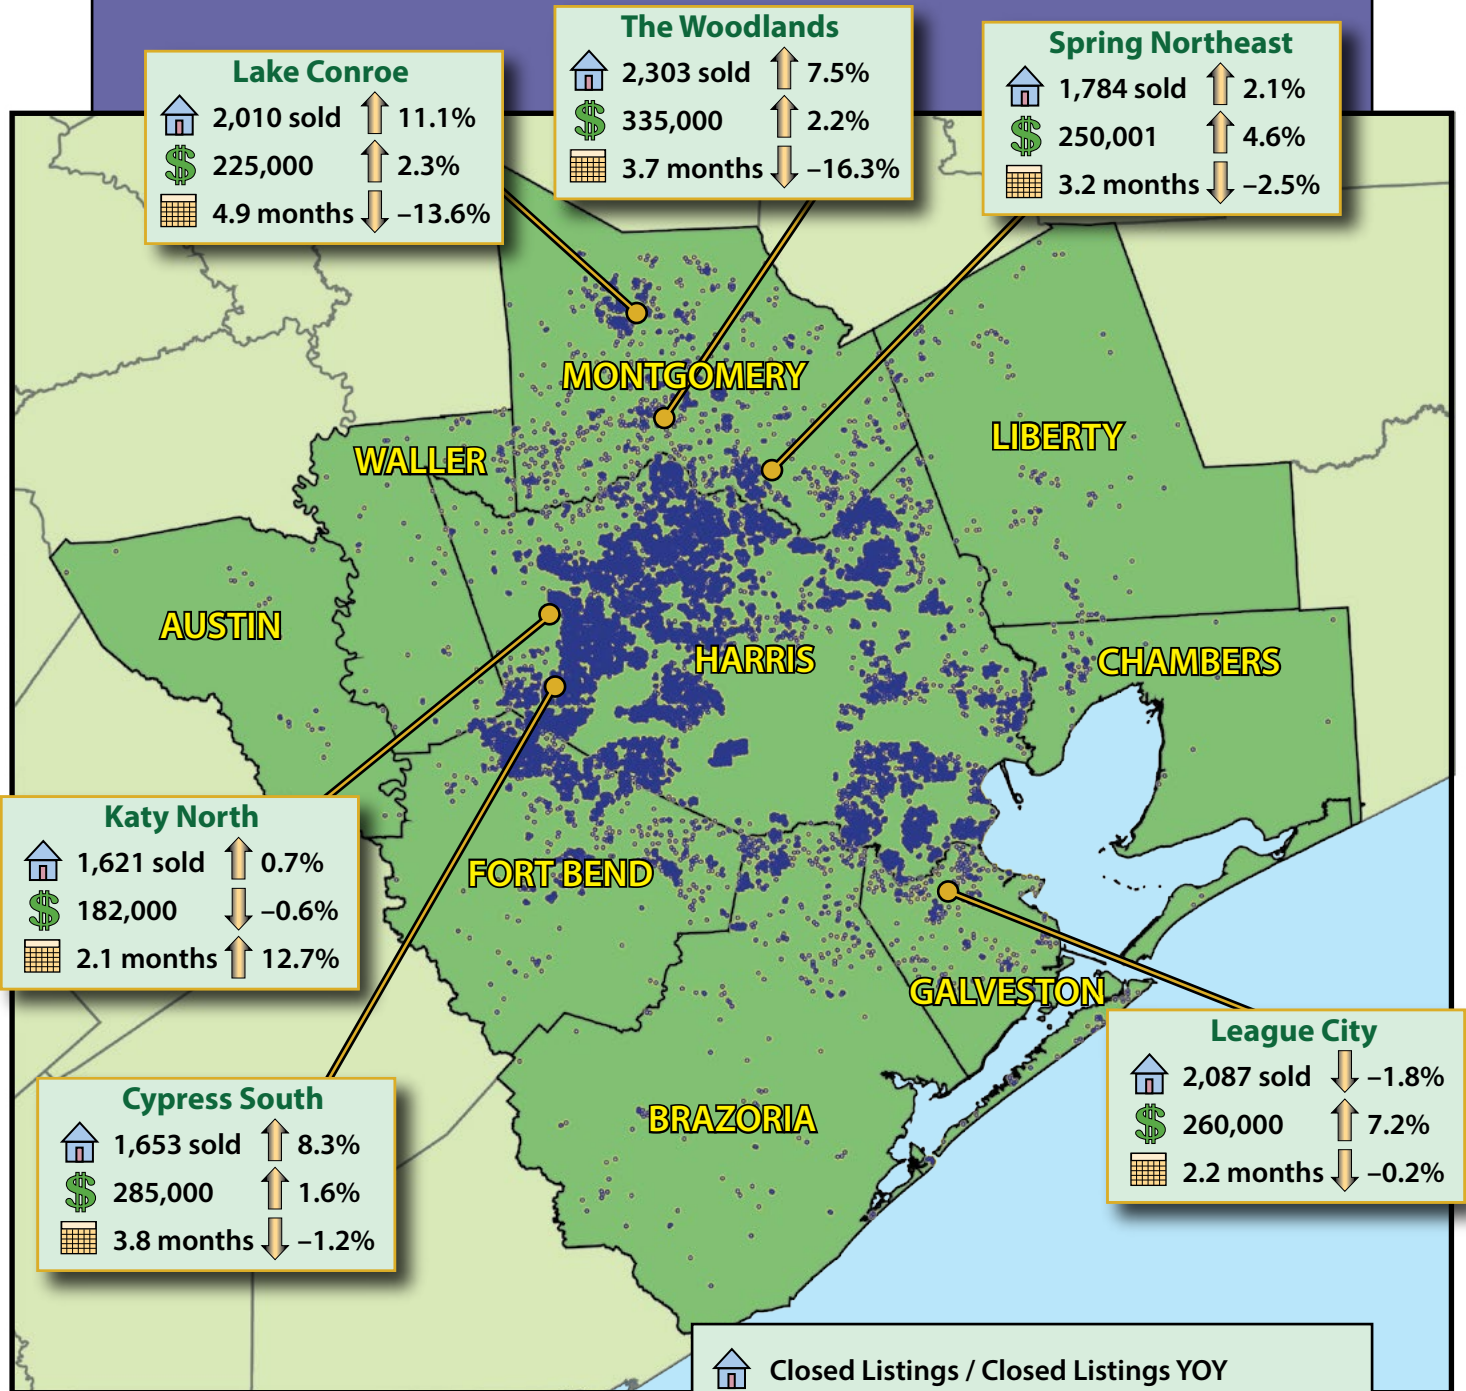 The Woodlands
2,303 sold 7.5%
335,000 2.2%
3.7 months –16.3%
Spring Northeast
1,784 sold 2.1%
250,001 4.6%
3.2 months –2.5%
Lake Conroe
2,010 sold 11.1%
225,000 2.3%
4.9 months –13.6%
MONTGOMERY
LIBERTY
WALLER
AUSTIN
HARRIS
CHAMBERS
Katy North
1,621 sold 0.7%
182,000 –0.6%
2.1 months 12.7%
FORT BEND
GALVESTON
League City
2,087 sold –1.8%
260,000 7.2%
2.2 months –0.2%
Cypress South
1,653 sold 8.3%
285,000 1.6%
3.8 months –1.2%
BRAZORIA
Closed Listings / Closed Listings YOY